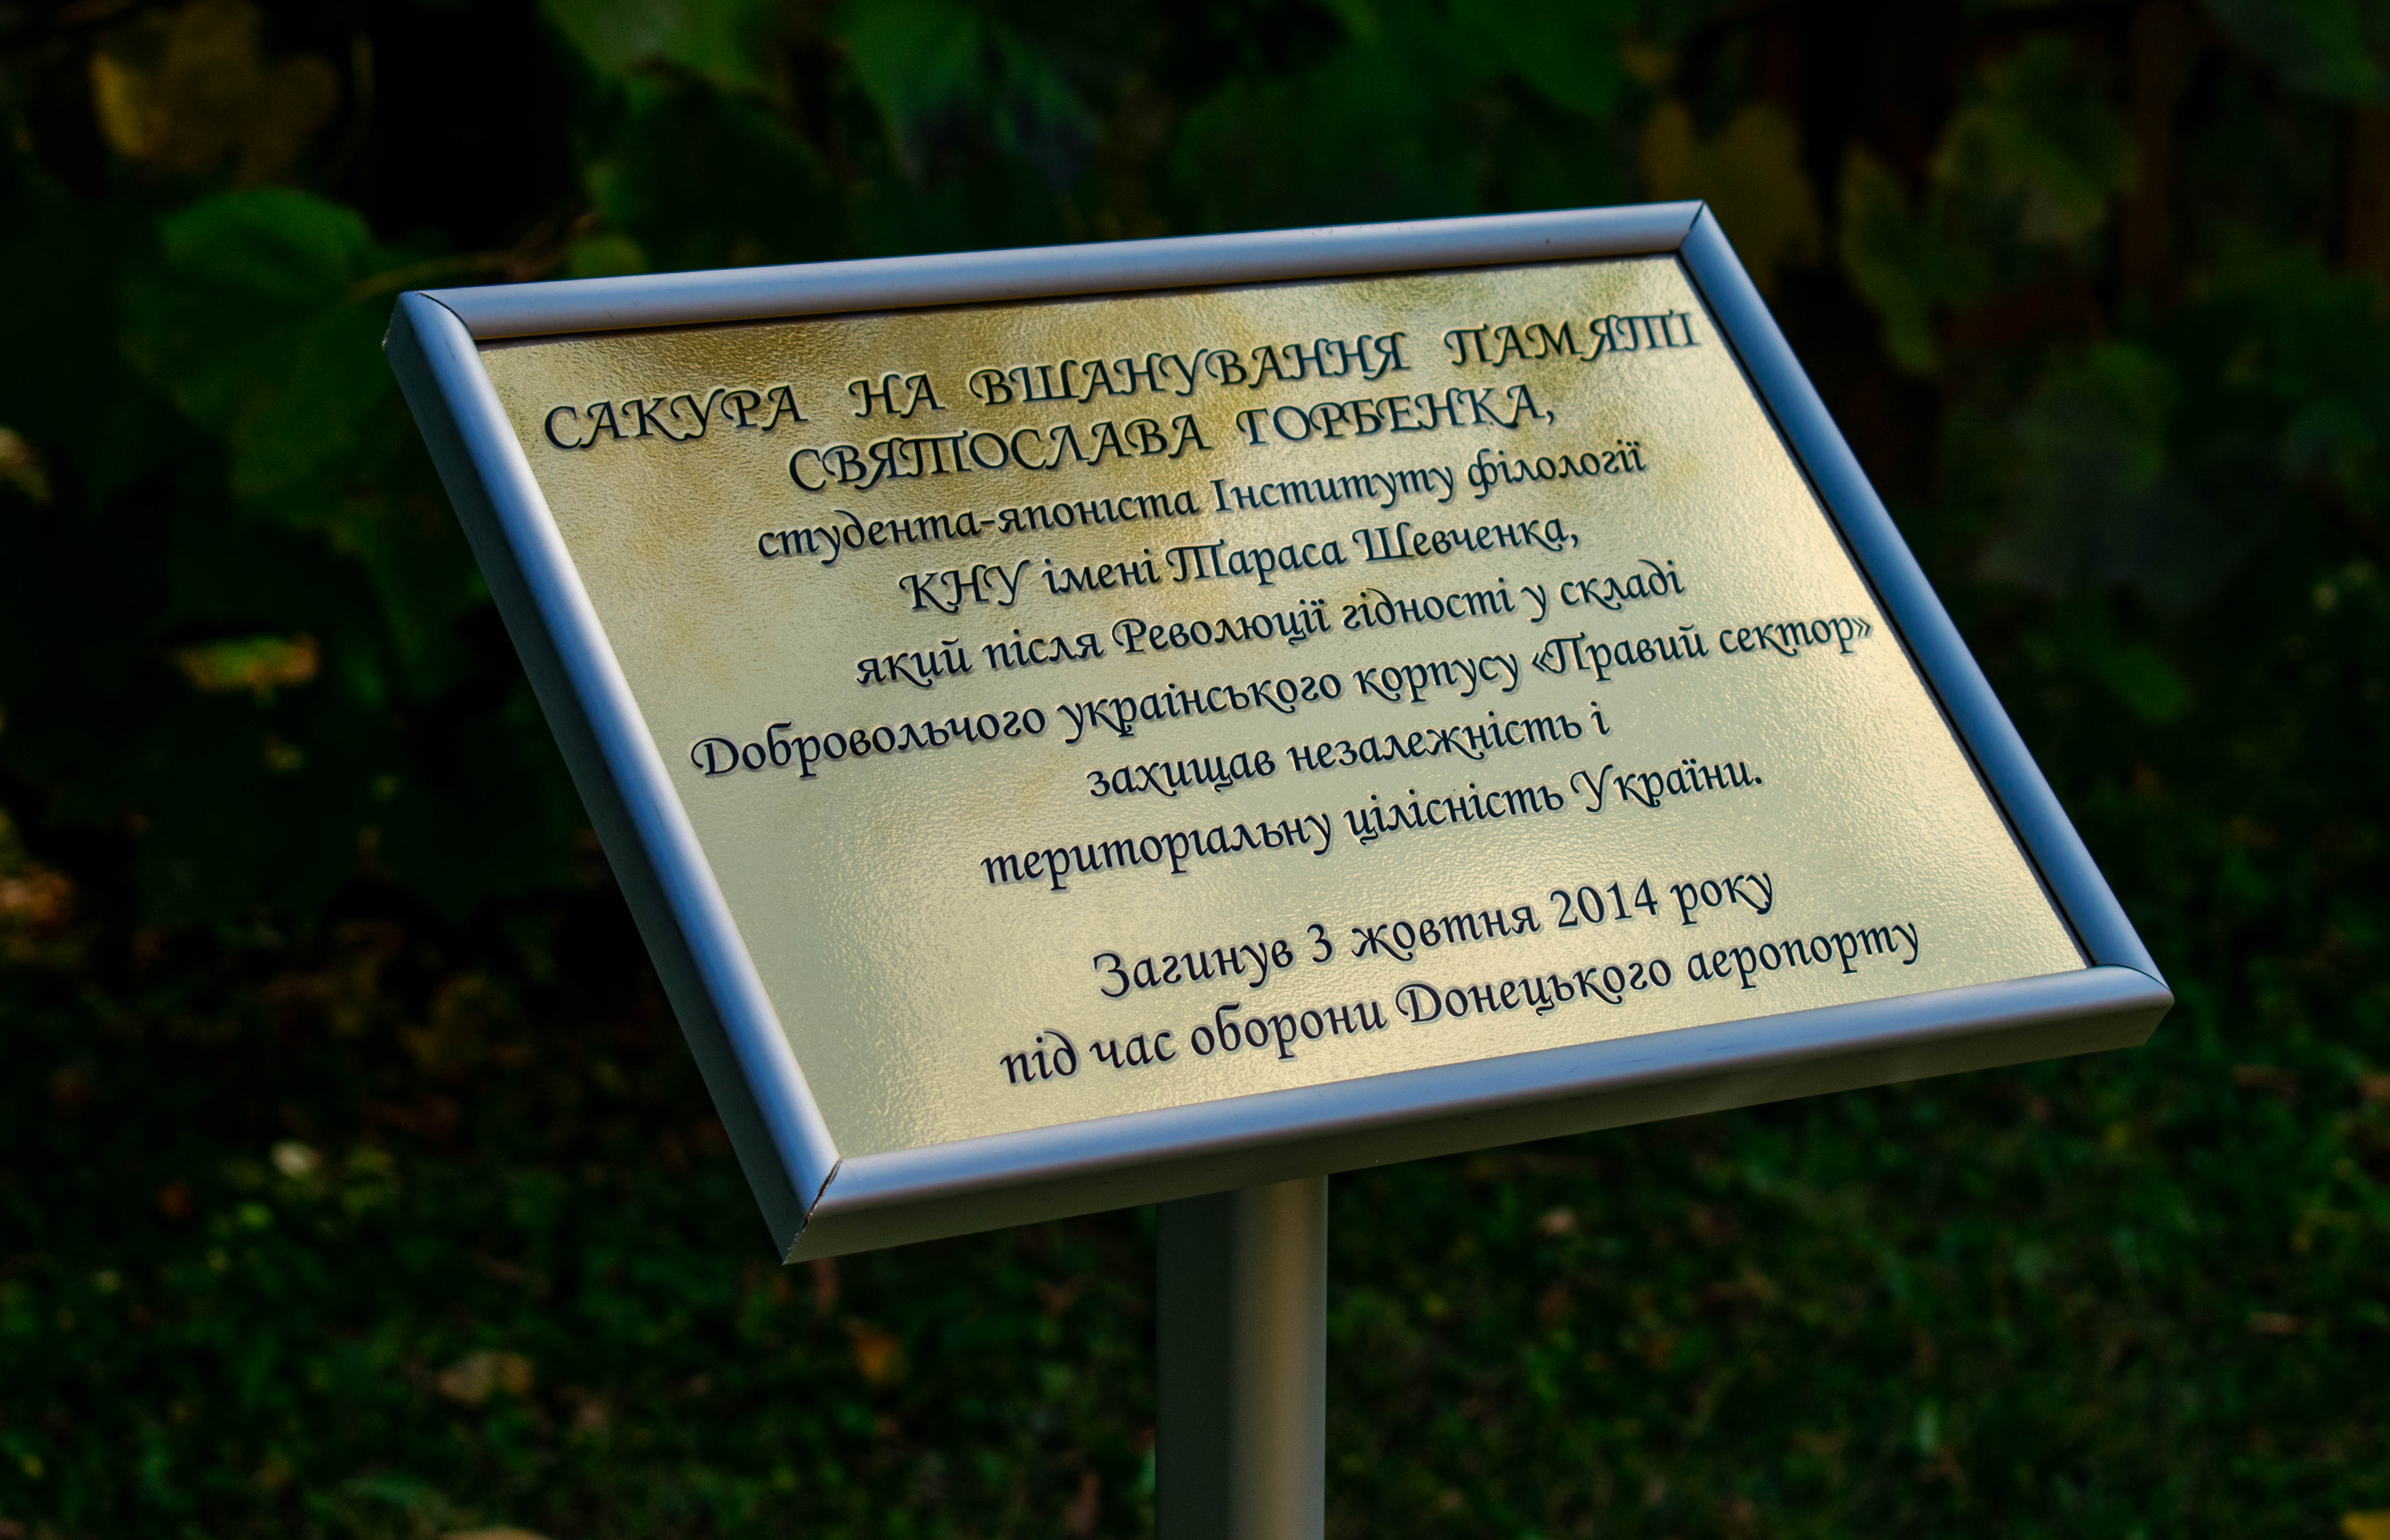 САКУРА НА ВШАНУВАННЯ ПАМЯТІ
СВЯТОСЛАВА ГОРБЕНКА,
студента-японіста Інституту філології
КНУ імені Тараса Шевченка,
який після Революції гідності у складі
Добровольчого українського корпусу «Правий сектор»
захищав незалежність і
територіальну цілісність України.
Загинув 3 жовтня 2014 року
під час оборони Донецького аеропорту